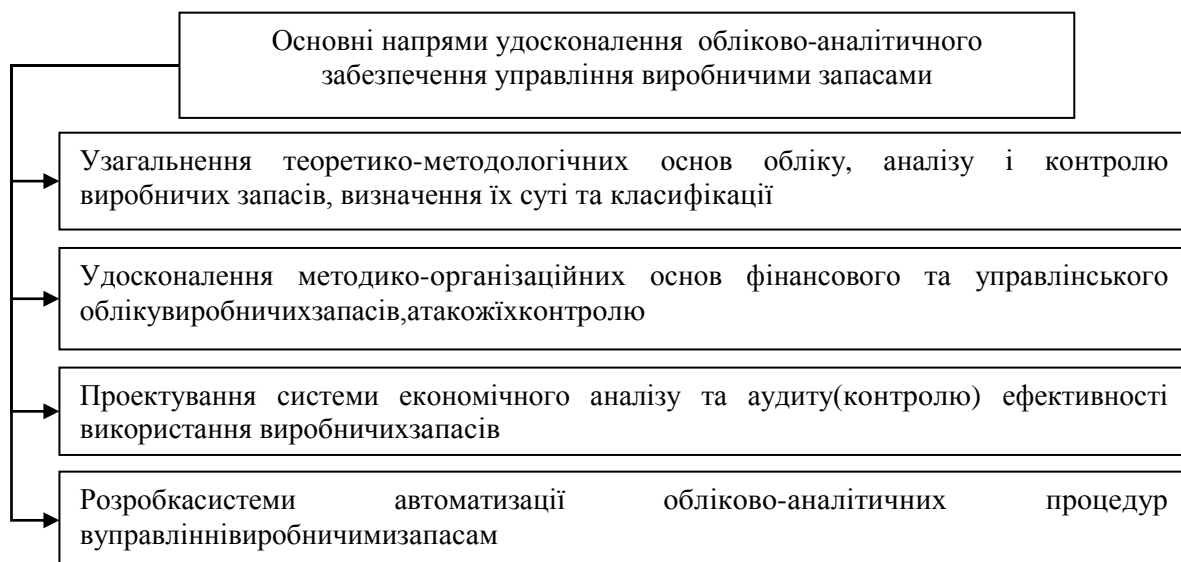 Основні напрями удосконалення обліково-аналітичного
забезпечення управління виробничими запасами
Узагальнення теоретико-методологічних основ обліку, аналізу і контролю
виробничих запасів, визначення їх суті та класифікації
Удосконалення методико-організаційних основ фінансового та управлінського
облікувиробничихзапасів,атакожїхконтролю
Проектування системи економічного аналізу та аудиту(контролю) ефективності
використання виробничихзапасів
Розробкасистеми автоматизації обліково-аналітичних процедур
вуправліннівиробничимизапасам